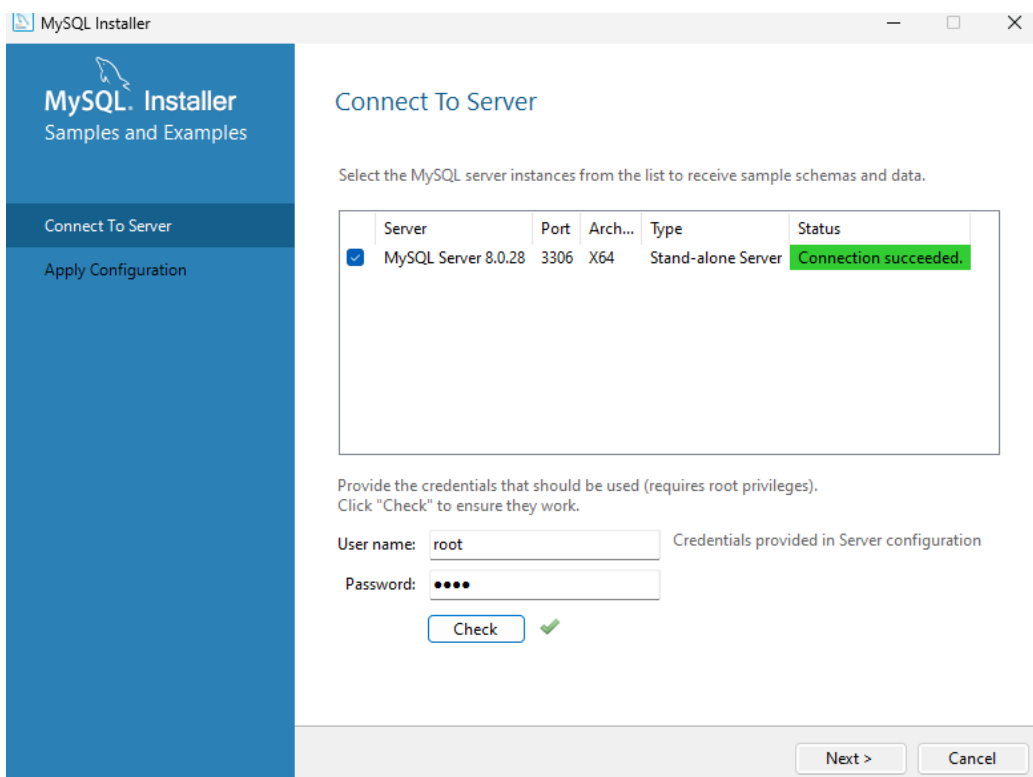 MySQL Installer
MySQL. Installer
Samples and Examples
Connect To Server
Apply Configuration
Connect To Server
Select the MySQL server instances from the list to receive sample schemas and data.
Server Port Arch... Type Status
MySQL Server 8.0.28 3306 X64 Stand-alone Server Connection succeeded.
Provide the credentials that should be used (requires root privileges).
Click "Check" to ensure they work.
User name: root Credentials provided in Server configuration
Password: ●●●●
Check
Next > Cancel